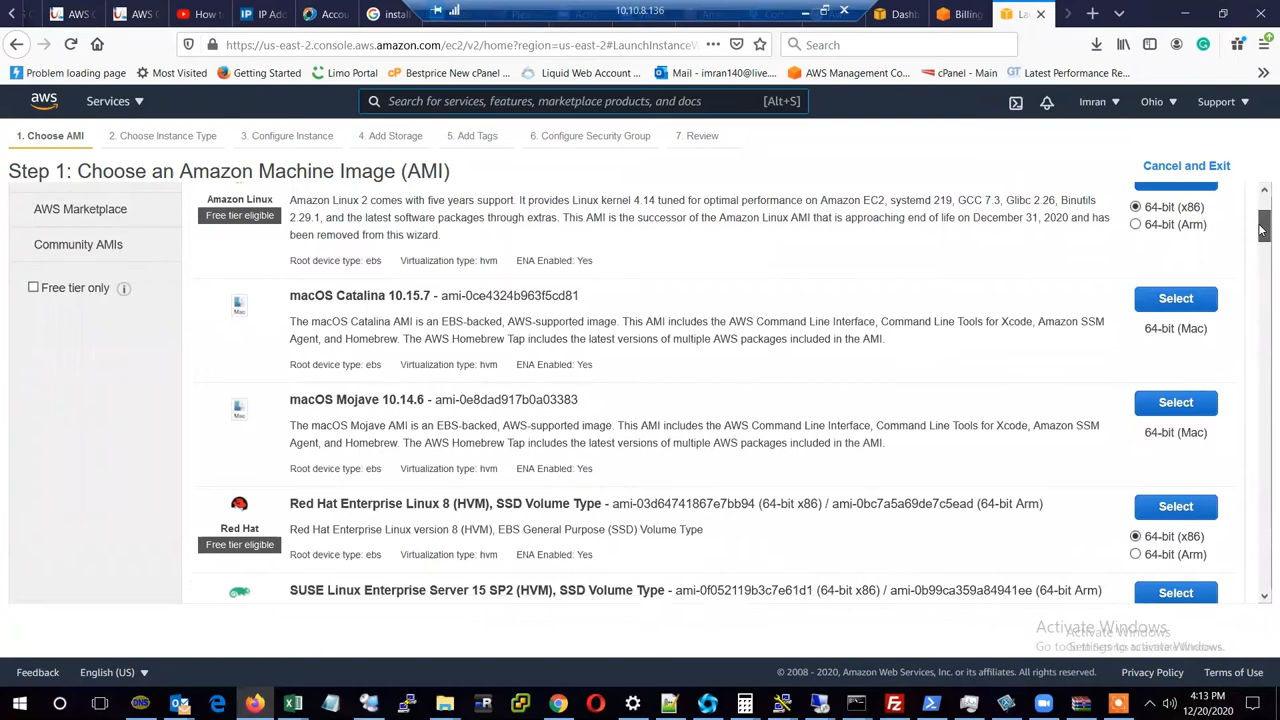 AWS C
AWS C
How to
IP Add
Accou
install
10.10.8.136
Dashb
Billing
https://us-east-2.console.aws.amazon.com/ec2/v2/home?region=us-east-2#LaunchInstanceW
Search
Problem loading page
Most Visited
Getting Started
Limo Portal
Bestprice New cPanel ...
Liquid Web Account ...
Mail - imran140@live....
AWS Management Co...
cPanel - Main
Latest Performance Re...
aws
Services
Search for services, features, marketplace products, and docs
[Alt+S]
Imran
Ohio
Support
1. Choose AMI
2. Choose Instance Type
3. Configure Instance
4. Add Storage
5. Add Tags
6. Configure Security Group
7. Review
Step 1: Choose an Amazon Machine Image (AMI)
Cancel and Exit
AWS Marketplace
Community AMIs
Free tier only
Amazon Linux
Free tier eligible
Amazon Linux 2 comes with five years support. It provides Linux kernel 4.14 tuned for optimal performance on Amazon EC2, systemd 219, GCC 7.3, Glibc 2.26, Binutils
2.29.1, and the latest software packages through extras. This AMI is the successor of the Amazon Linux AMI that is approaching end of life on December 31, 2020 and has
been removed from this wizard.
Root device type: ebs Virtualization type: hvm ENA Enabled: Yes
64-bit (x86)
64-bit (Arm)
Mac
macOS Catalina 10.15.7 - ami-0ce4324b963f5cd81
The macOS Catalina AMI is an EBS-backed, AWS-supported image. This AMI includes the AWS Command Line Interface, Command Line Tools for Xcode, Amazon SSM
Agent, and Homebrew. The AWS Homebrew Tap includes the latest versions of multiple AWS packages included in the AMI.
Root device type: ebs Virtualization type: hvm ENA Enabled: Yes
Select
64-bit (Mac)
Mac
macOS Mojave 10.14.6 - ami-0e8dad917b0a03383
The macOS Mojave AMI is an EBS-backed, AWS-supported image. This AMI includes the AWS Command Line Interface, Command Line Tools for Xcode, Amazon SSM
Agent, and Homebrew. The AWS Homebrew Tap includes the latest versions of multiple AWS packages included in the AMI.
Root device type: ebs Virtualization type: hvm ENA Enabled: Yes
Select
64-bit (Mac)
Red Hat
Free tier eligible
Red Hat Enterprise Linux 8 (HVM), SSD Volume Type - ami-03d64741867e7bb94 (64-bit x86) / ami-0bc7a5a69de7c5ead (64-bit Arm)
Red Hat Enterprise Linux version 8 (HVM), EBS General Purpose (SSD) Volume Type
Root device type: ebs Virtualization type: hvm ENA Enabled: Yes
Select
64-bit (x86)
64-bit (Arm)
SUSE Linux Enterprise Server 15 SP2 (HVM), SSD Volume Type - ami-0f052119b3c7e61d1 (64-bit x86) / ami-0b99ca359a84941ee (64-bit Arm)
Select
Activate Windows
Activate Windows
Go to Settings to activate Windows.
Feedback
English (US)
© 2008 - 2020, Amazon Web Services, Inc. or its affiliates. All rights reserved.
Privacy Policy
Terms of Use
4:13 PM
12/20/2020